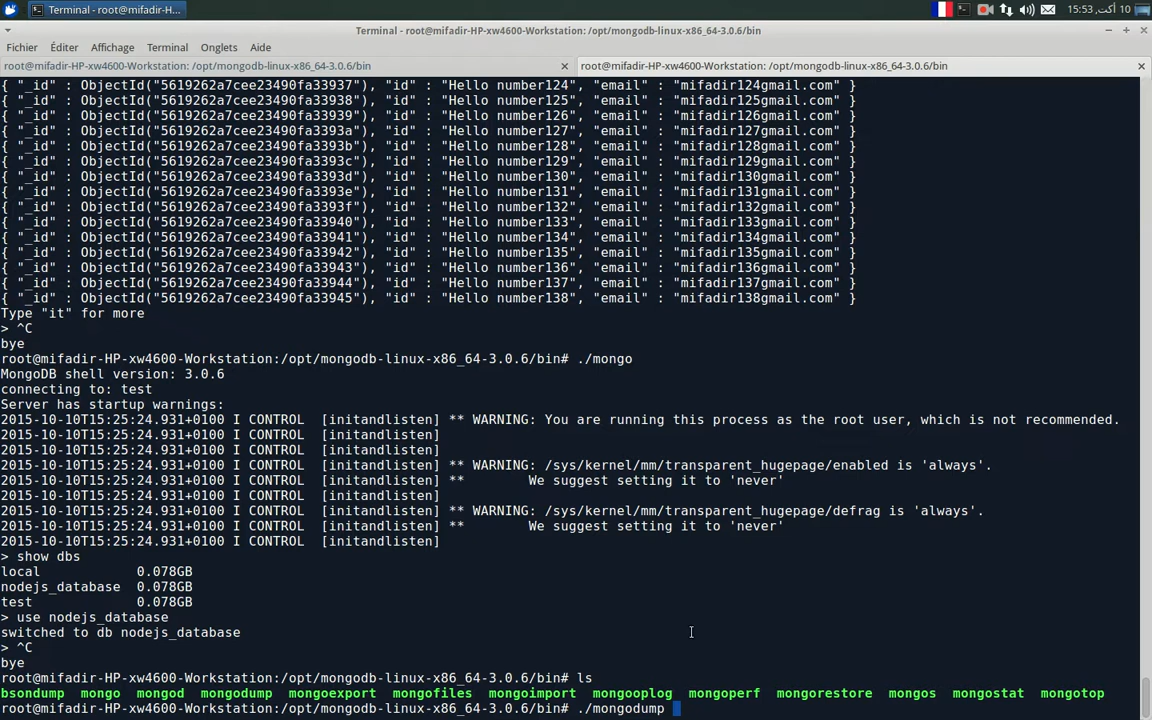 Terminal - root@mifadir-H...
15:53 ,10 أكت
Terminal - root@mifadir-HP-xw4600-Workstation: /opt/mongodb-linux-x86_64-3.0.6/bin
Fichier Éditer Affichage Terminal Onglets Aide
root@mifadir-HP-xw4600-Workstation: /opt/mongodb-linux-x86_64-3.0.6/bin root@mifadir-HP-xw4600-Workstation: /opt/mongodb-linux-x86_64-3.0.6/bin
{ "_id" : ObjectId("5619262a7cee23490fa33937"), "id" : "Hello number124", "email" : "mifadir124gmail.com" }
{ "_id" : ObjectId("5619262a7cee23490fa33938"), "id" : "Hello number125", "email" : "mifadir125gmail.com" }
{ "_id" : ObjectId("5619262a7cee23490fa33939"), "id" : "Hello number126", "email" : "mifadir126gmail.com" }
{ "_id" : ObjectId("5619262a7cee23490fa3393a"), "id" : "Hello number127", "email" : "mifadir127gmail.com" }
{ "_id" : ObjectId("5619262a7cee23490fa3393b"), "id" : "Hello number128", "email" : "mifadir128gmail.com" }
{ "_id" : ObjectId("5619262a7cee23490fa3393c"), "id" : "Hello number129", "email" : "mifadir129gmail.com" }
{ "_id" : ObjectId("5619262a7cee23490fa3393d"), "id" : "Hello number130", "email" : "mifadir130gmail.com" }
{ "_id" : ObjectId("5619262a7cee23490fa3393e"), "id" : "Hello number131", "email" : "mifadir131gmail.com" }
{ "_id" : ObjectId("5619262a7cee23490fa3393f"), "id" : "Hello number132", "email" : "mifadir132gmail.com" }
{ "_id" : ObjectId("5619262a7cee23490fa33940"), "id" : "Hello number133", "email" : "mifadir133gmail.com" }
{ "_id" : ObjectId("5619262a7cee23490fa33941"), "id" : "Hello number134", "email" : "mifadir134gmail.com" }
{ "_id" : ObjectId("5619262a7cee23490fa33942"), "id" : "Hello number135", "email" : "mifadir135gmail.com" }
{ "_id" : ObjectId("5619262a7cee23490fa33943"), "id" : "Hello number136", "email" : "mifadir136gmail.com" }
{ "_id" : ObjectId("5619262a7cee23490fa33944"), "id" : "Hello number137", "email" : "mifadir137gmail.com" }
{ "_id" : ObjectId("5619262a7cee23490fa33945"), "id" : "Hello number138", "email" : "mifadir138gmail.com" }
Type "it" for more
> ^C
bye
root@mifadir-HP-xw4600-Workstation:/opt/mongodb-linux-x86_64-3.0.6/bin# ./mongo
MongoDB shell version: 3.0.6
connecting to: test
Server has startup warnings:
2015-10-10T15:25:24.931+0100 I CONTROL  [initandlisten] ** WARNING: You are running this process as the root user, which is not recommended.
2015-10-10T15:25:24.931+0100 I CONTROL  [initandlisten]
2015-10-10T15:25:24.931+0100 I CONTROL  [initandlisten]
2015-10-10T15:25:24.931+0100 I CONTROL  [initandlisten] ** WARNING: /sys/kernel/mm/transparent_hugepage/enabled is 'always'.
2015-10-10T15:25:24.931+0100 I CONTROL  [initandlisten] **        We suggest setting it to 'never'
2015-10-10T15:25:24.931+0100 I CONTROL  [initandlisten]
2015-10-10T15:25:24.931+0100 I CONTROL  [initandlisten] ** WARNING: /sys/kernel/mm/transparent_hugepage/defrag is 'always'.
2015-10-10T15:25:24.931+0100 I CONTROL  [initandlisten] **        We suggest setting it to 'never'
2015-10-10T15:25:24.931+0100 I CONTROL  [initandlisten]
> show dbs
local            0.078GB
nodejs_database  0.078GB
test             0.078GB
> use nodejs_database
switched to db nodejs_database
> ^C
bye
root@mifadir-HP-xw4600-Workstation:/opt/mongodb-linux-x86_64-3.0.6/bin# ls
bsondump  mongo  mongod  mongodump  mongoexport  mongofiles  mongoimport  mongooplog  mongoperf  mongorestore  mongos  mongostat  mongotop
root@mifadir-HP-xw4600-Workstation:/opt/mongodb-linux-x86_64-3.0.6/bin# ./mongodump